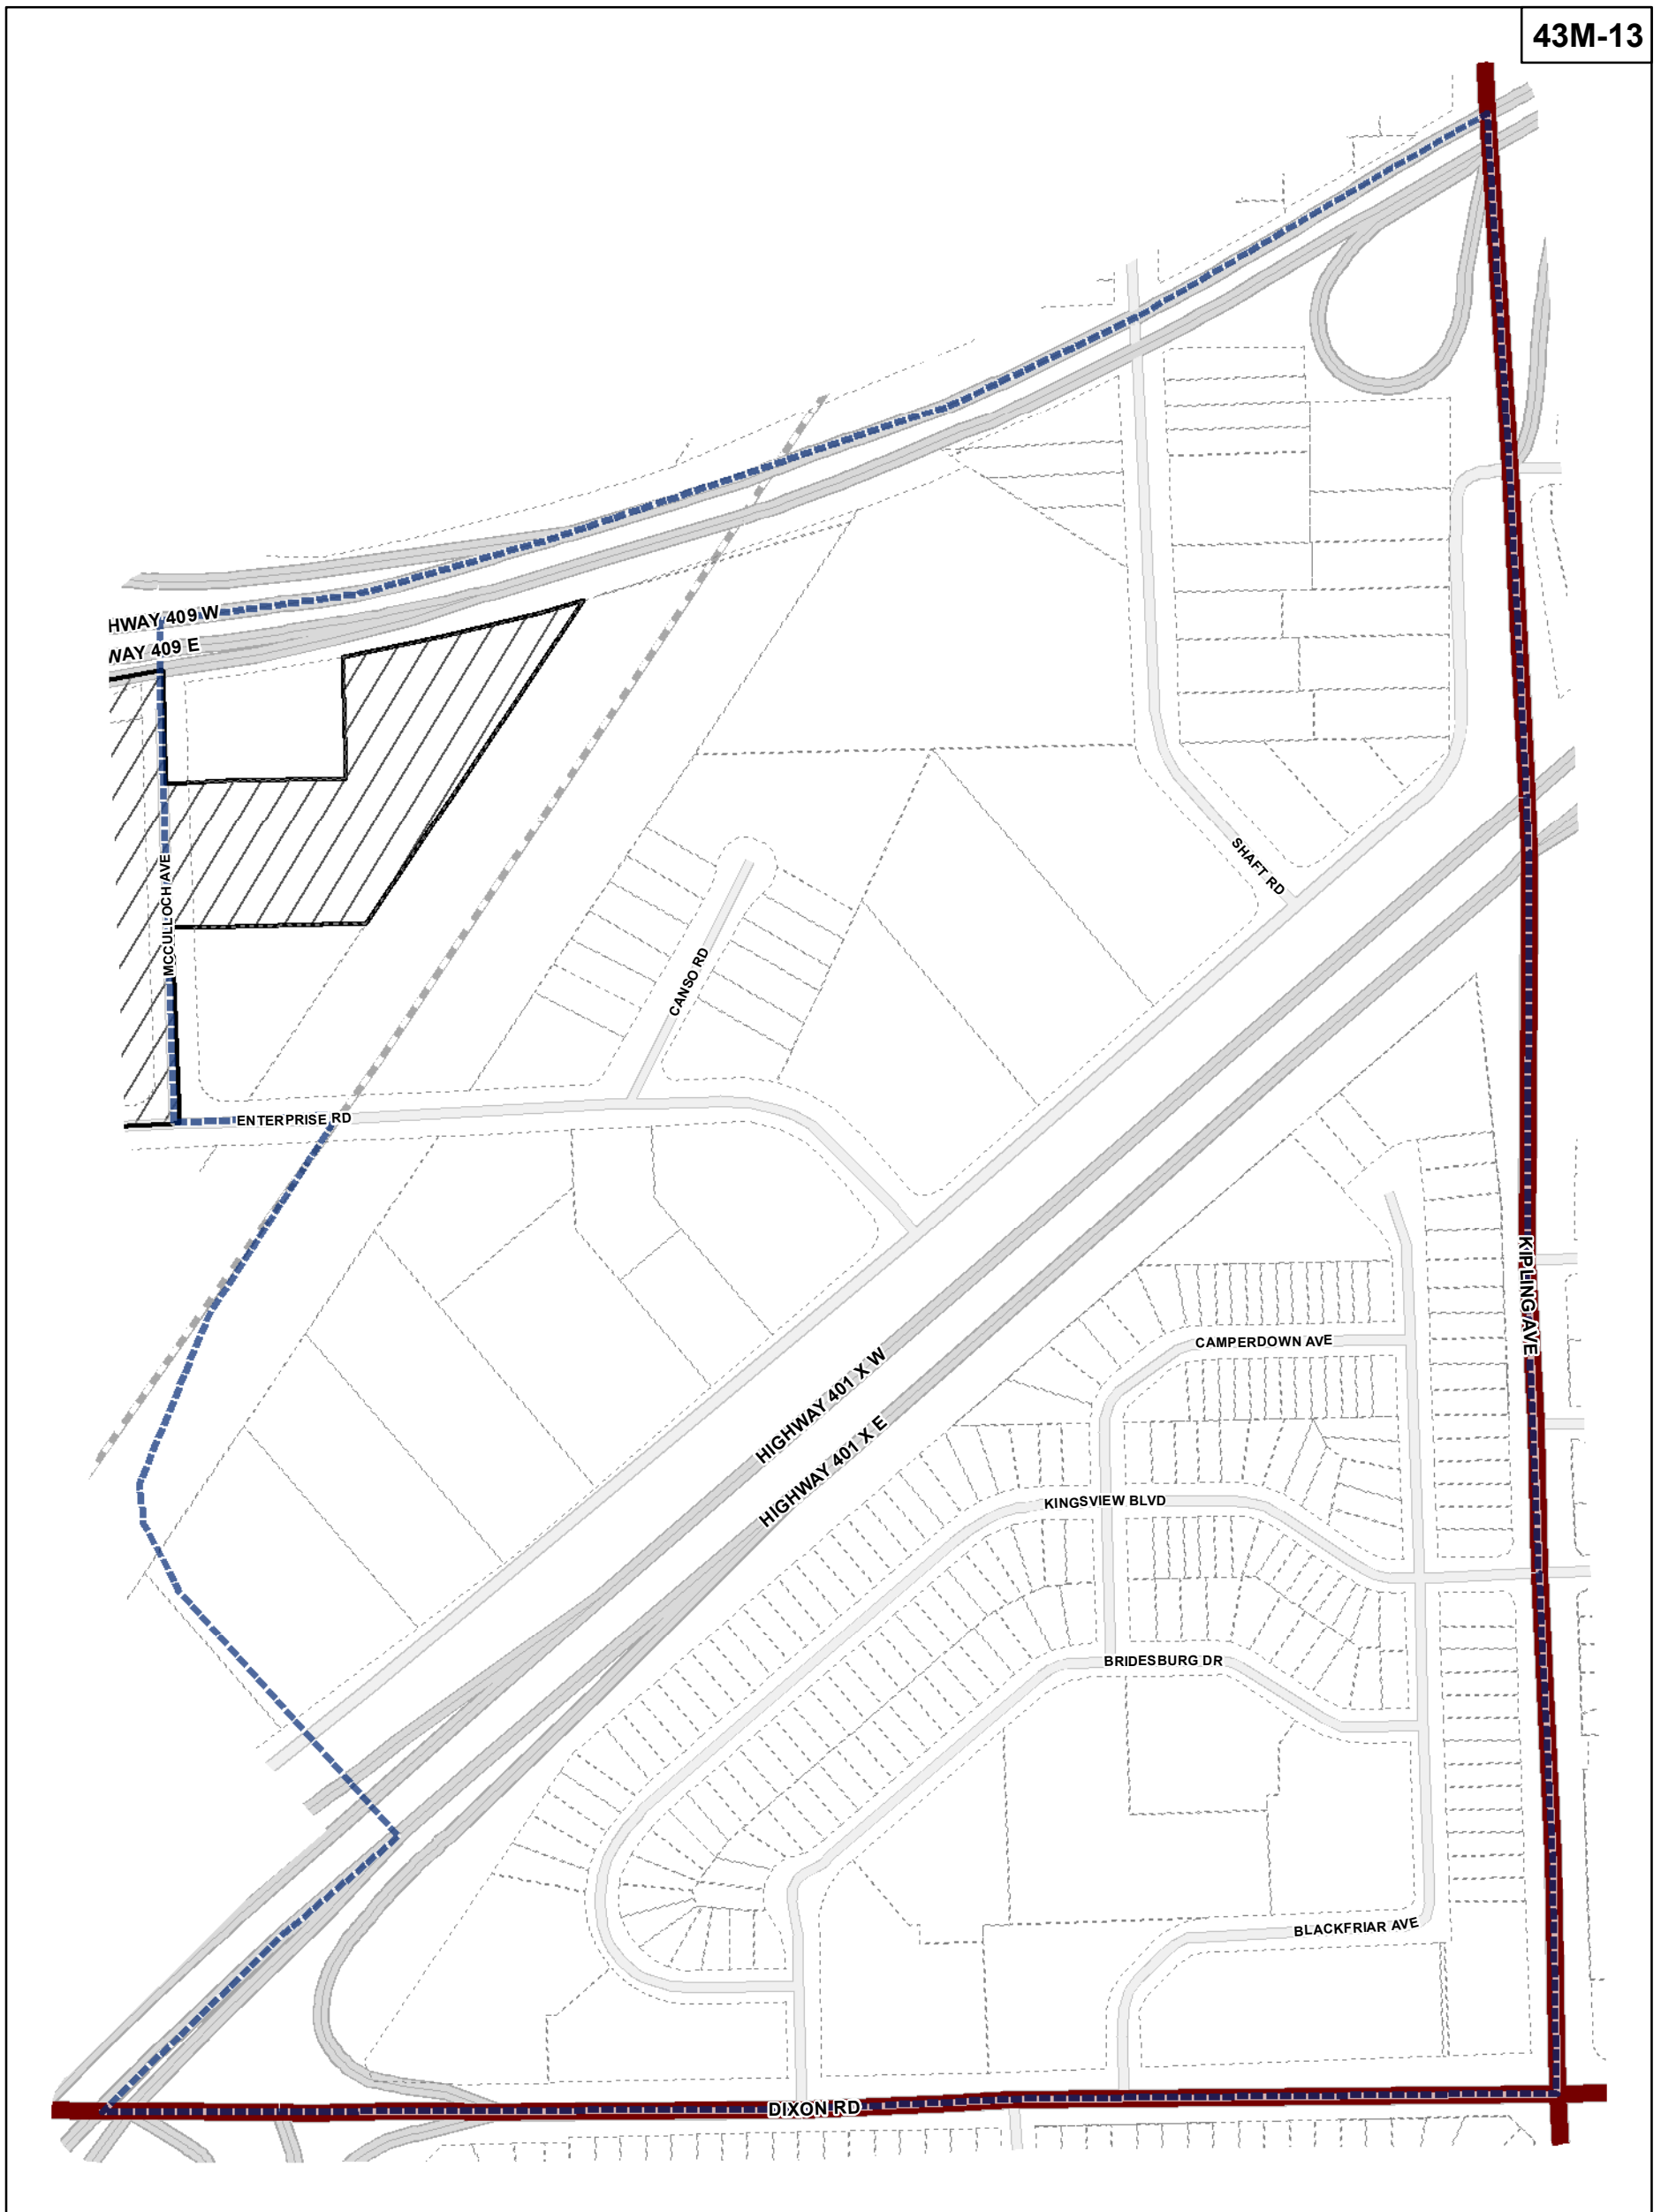 43M-13
HWAY 409 W
WAY 409 E
MCCULLOCH AVE
SHAFT RD
CANSO RD
ENTERPRISE RD
KIPLING AVE
CAMPERDOWN AVE
HIGHWAY 401 X W
HIGHWAY 401 X E
KINGSVIEW BLVD
BRIDESBURG DR
BLACKFRIAR AVE
DIXON RD